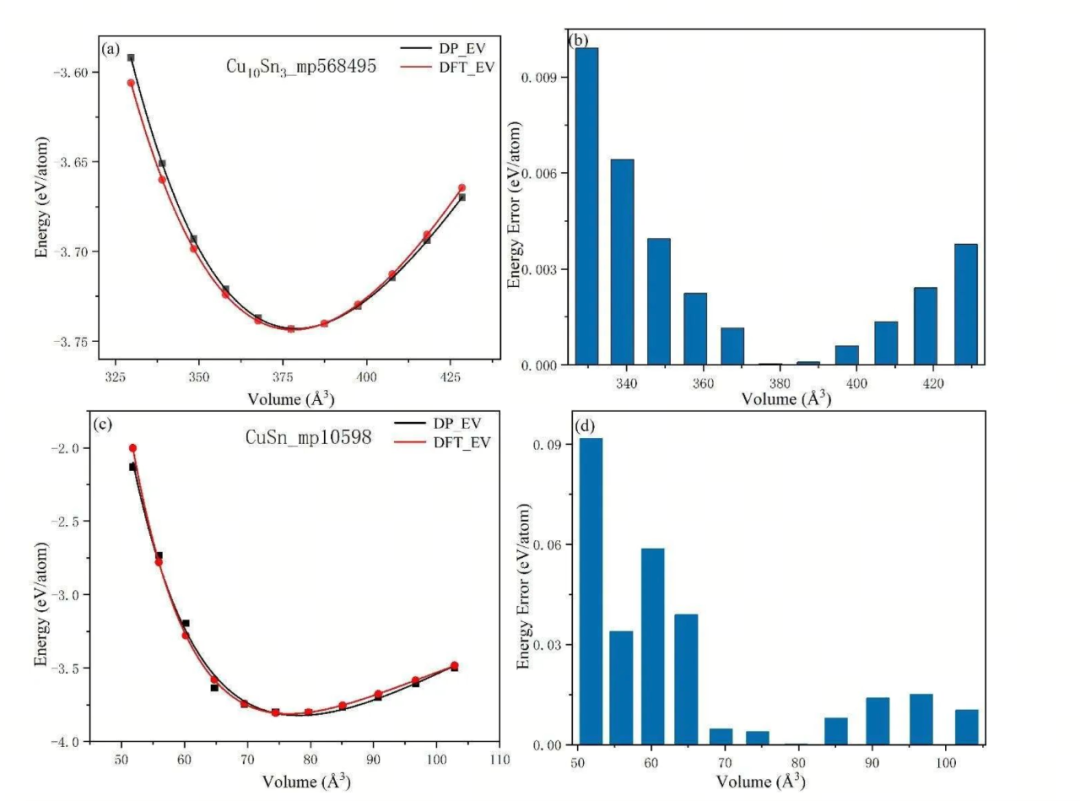 (a)
Cu10Sn3_mp568495
DP_EV
DFT_EV
-3.60
-3.65
-3.70
-3.75
Energy (eV/atom)
325 350 375 400 425
Volume (Å³)
(b)
0.009
0.006
0.003
0.000
Energy Error (eV/atom)
340 360 380 400 420
Volume (Å³)
(c)
CuSn_mp10598
DP_EV
DFT_EV
-2.0
-2.5
-3.0
-3.5
-4.0
Energy (eV/atom)
50 60 70 80 90 100 110
Volume (Å³)
(d)
0.09
0.06
0.03
0.00
Energy Error (eV/atom)
50 60 70 80 90 100
Volume (Å³)